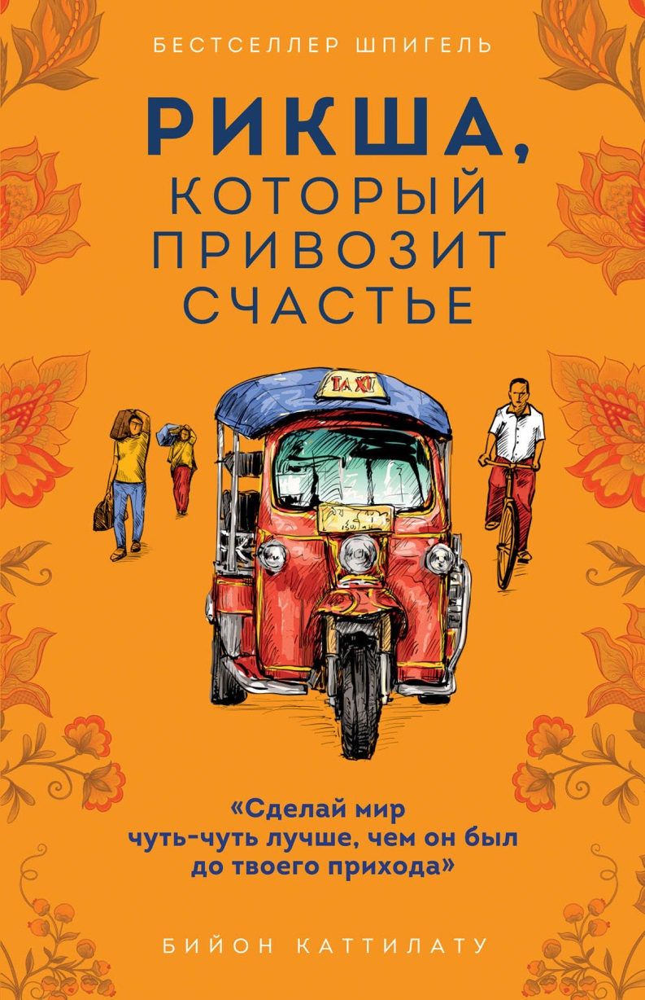 БЕСТСЕЛЛЕР ШПИГЕЛЬ
РИКША,
КОТОРЫЙ
ПРИВОЗИТ
СЧАСТЬЕ
TAXI
«Сделай мир
чуть-чуть лучше, чем он был
до твоего прихода»
БИЙОН КАТТИЛАТУ